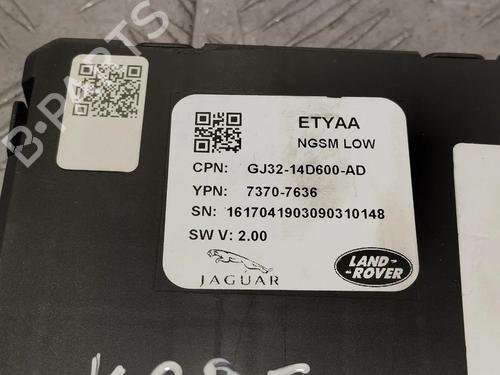 B-PARTS
ETYAA
NGSM LOW
CPN: GJ32-14D600-AD
YPN: 7370-7636
SN: 1617041903090310148
SW V: 2.00
JAGUAR
LAND-
-ROVER